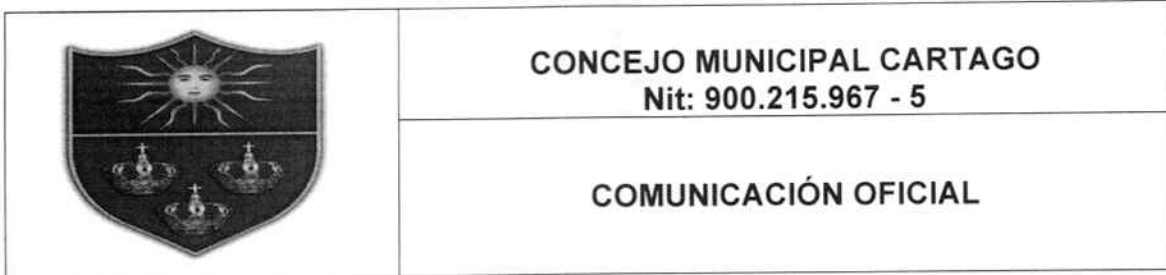 CONCEJO MUNICIPAL CARTAGO
Nit: 900.215.967 - 5
COMUNICACIÓN OFICIAL